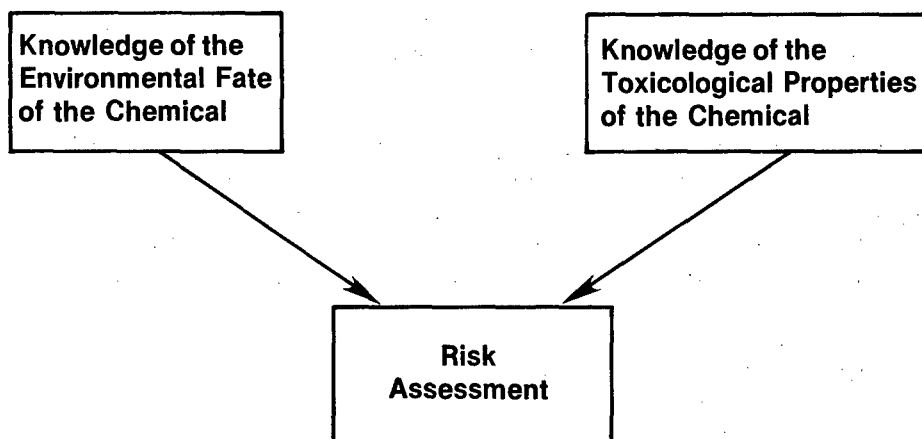 Knowledge of the
Environmental Fate
of the Chemical
Knowledge of the
Toxicological Properties
of the Chemical
Risk
Assessment